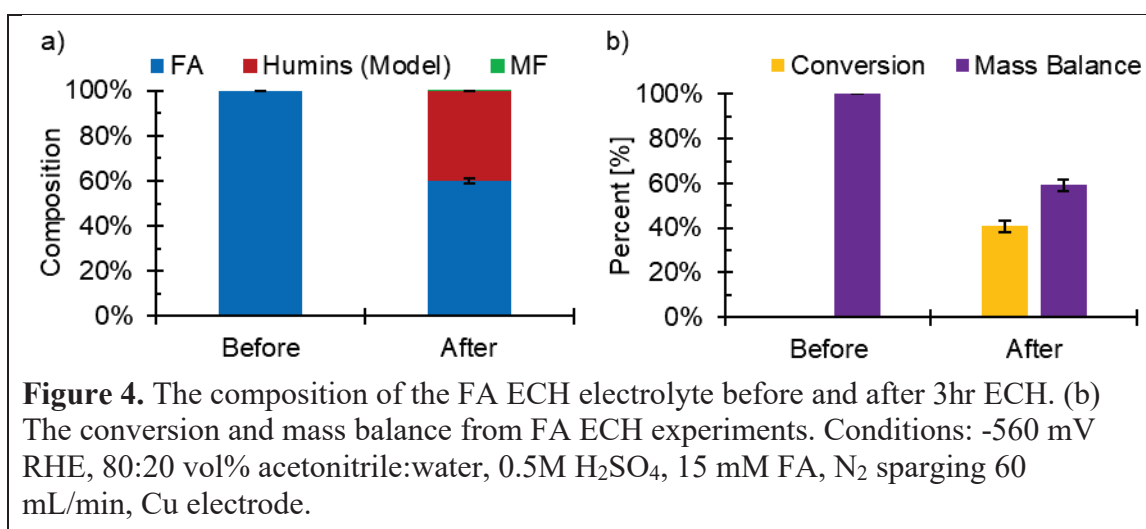 a)
FA Humins (Model) MF
100%
80%
60%
40%
20%
0%
Composition
Before After
b)
Conversion Mass Balance
100%
80%
60%
40%
20%
0%
Percent [%]
Before After
Figure 4. The composition of the FA ECH electrolyte before and after 3hr ECH. (b)
The conversion and mass balance from FA ECH experiments. Conditions: -560 mV
RHE, 80:20 vol% acetonitrile:water, 0.5M H₂SO₄, 15 mM FA, N₂ sparging 60
mL/min, Cu electrode.